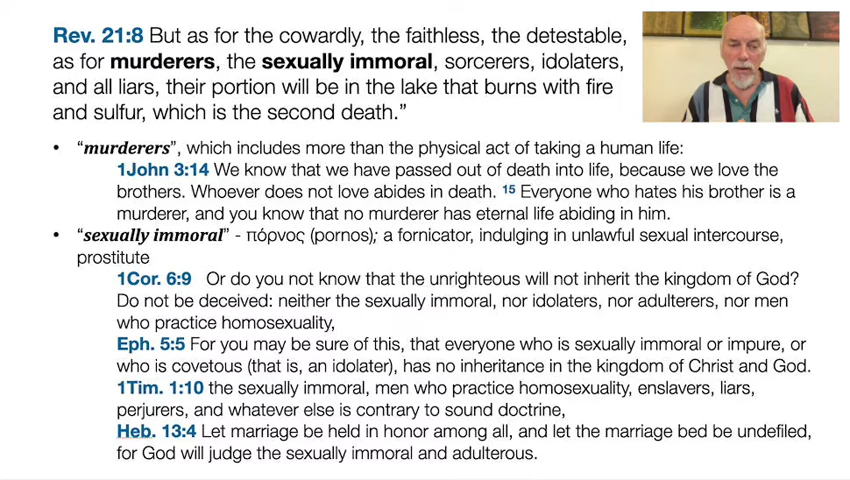 Rev. 21:8 But as for the cowardly, the faithless, the detestable,
as for murderers, the sexually immoral, sorcerers, idolaters,
and all liars, their portion will be in the lake that burns with fire
and sulfur, which is the second death.”
• “murderers”, which includes more than the physical act of taking a human life:
1John 3:14 We know that we have passed out of death into life, because we love the
brothers. Whoever does not love abides in death. 15 Everyone who hates his brother is a
murderer, and you know that no murderer has eternal life abiding in him.
• “sexually immoral” - πόρνος (pornos); a fornicator, indulging in unlawful sexual intercourse,
prostitute
1Cor. 6:9 Or do you not know that the unrighteous will not inherit the kingdom of God?
Do not be deceived: neither the sexually immoral, nor idolaters, nor adulterers, nor men
who practice homosexuality,
Eph. 5:5 For you may be sure of this, that everyone who is sexually immoral or impure, or
who is covetous (that is, an idolater), has no inheritance in the kingdom of Christ and God.
1Tim. 1:10 the sexually immoral, men who practice homosexuality, enslavers, liars,
perjurers, and whatever else is contrary to sound doctrine,
Heb. 13:4 Let marriage be held in honor among all, and let the marriage bed be undefiled,
for God will judge the sexually immoral and adulterous.